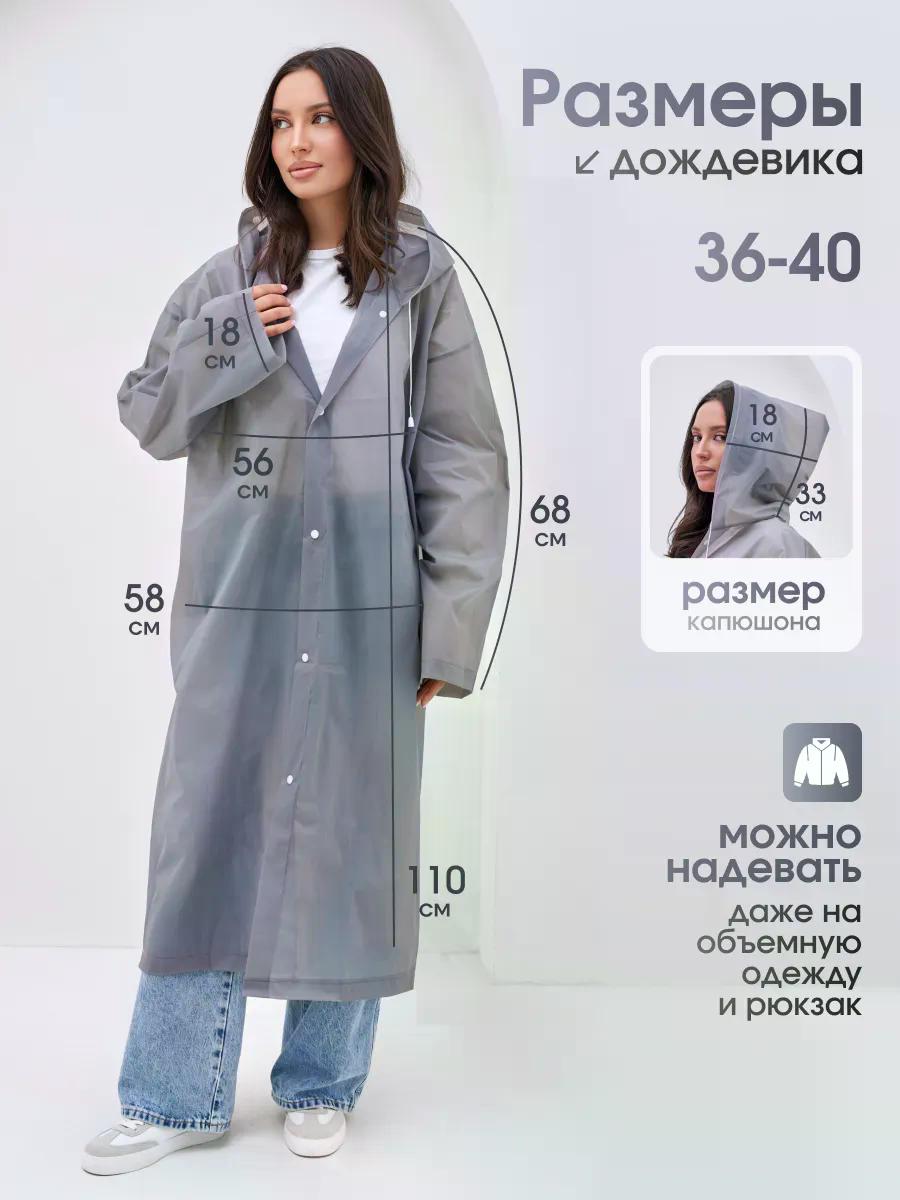 Размеры
↙ дождевика
36-40
18
см
56
см
68
см
58
см
110
см
18
см
33
см
размер
капюшона
можно
надевать
даже на
объемную
одежду
и рюкзак